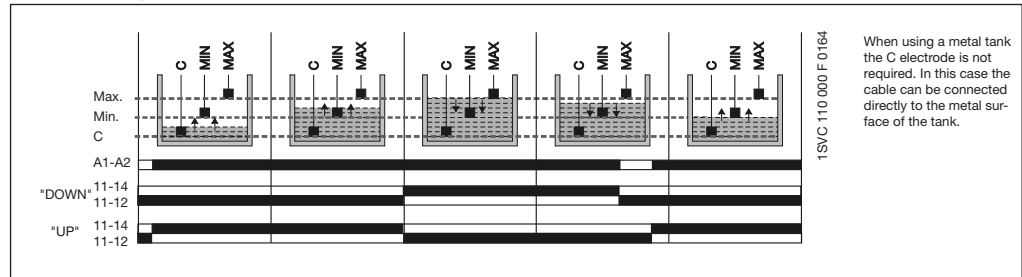 C MIN MAX C MIN MAX C MIN MAX C MIN MAX C MIN MAX
Max.
Min.
C
A1-A2
"DOWN" 11-14
11-12
"UP" 11-14
11-12
1SVC 110 000 F 0164
When using a metal tank
the C electrode is not
required. In this case the
cable can be connected
directly to the metal sur-
face of the tank.